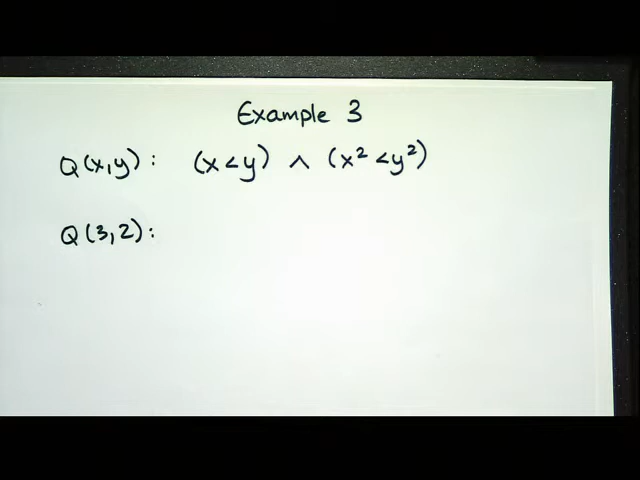 Example 3
Q(x,y): (x<y) ∧ (x² <y²)
Q(3,2):